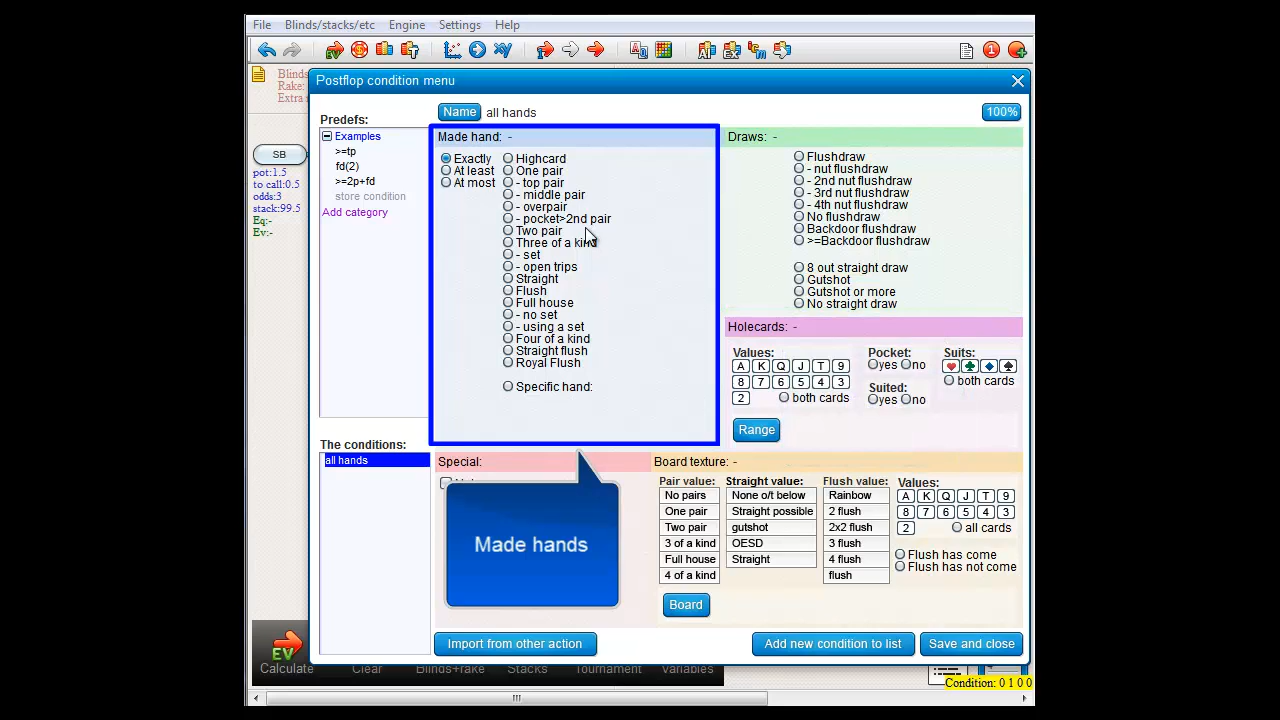 File Blinds/stacks/etc Engine Settings Help
Blinds
Rake:
Extra s
Postflop condition menu
Name all hands 100%
Predefs:
Examples
>=tp
fd(2)
>=2p+fd
store condition
Add category
SB
pot:1.5
to call:0.5
odds:3
stack:99.5
Eq:-
Ev:-
Made hand: -
Exactly
At least
At most
Highcard
One pair
- top pair
- middle pair
- overpair
- pocket>2nd pair
Two pair
Three of a kind
- set
- open trips
Straight
Flush
Full house
- no set
- using a set
Four of a kind
Straight flush
Royal Flush
Specific hand:
Draws: -
Flushdraw
- nut flushdraw
- 2nd nut flushdraw
- 3rd nut flushdraw
- 4th nut flushdraw
No flushdraw
Backdoor flushdraw
>=Backdoor flushdraw
8 out straight draw
Gutshot
Gutshot or more
No straight draw
Holecards: -
Values:
A K Q J T 9
8 7 6 5 4 3
2 both cards
Pocket:
yes no
Suited:
yes no
Suits:
both cards
Range
The conditions:
all hands
Special:
Made hands
Board texture: -
Pair value:
No pairs
One pair
Two pair
3 of a kind
Full house
4 of a kind
Straight value:
None o/t below
Straight possible
gutshot
OESD
Straight
Flush value:
Rainbow
2 flush
2x2 flush
3 flush
4 flush
flush
Values:
A K Q J T 9
8 7 6 5 4 3
2 all cards
Flush has come
Flush has not come
Board
Import from other action Add new condition to list Save and close
EV
Calculate Clear Blinds+rake Stacks Tournament Variables
Condition: 0 1 0 0